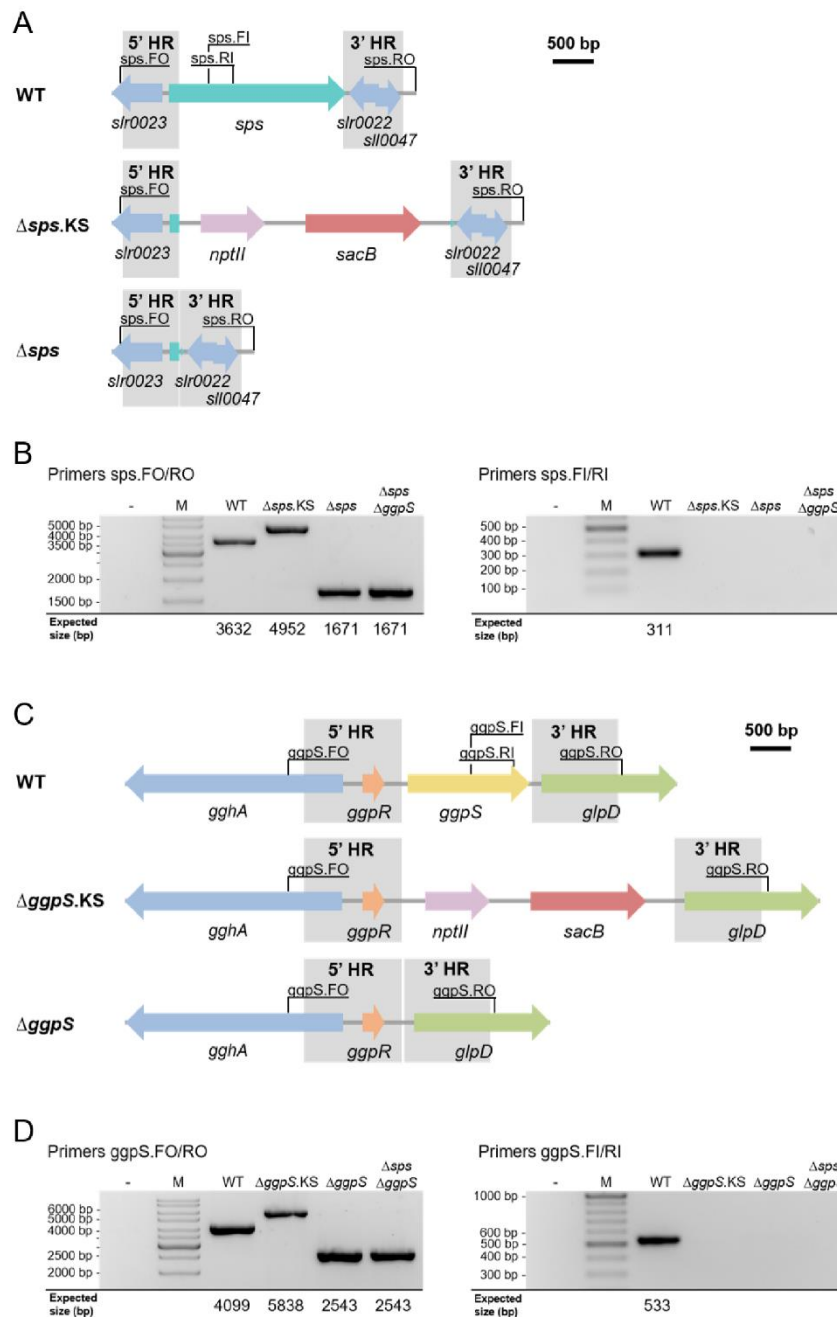 A
5' HR
sps.FI
3' HR
500 bp
sps.FO
sps.RI
sps.RO
WT
slr0023
sps
slr0022
sll0047
5' HR
3' HR
sps.FO
sps.RO
Δsps.KS
slr0023
nptII
sacB
slr0022
sll0047
5' HR 3' HR
sps.FO
sps.RO
Δsps
slr0023
slr0022
sll0047
B
Primers sps.FO/RO
- M WT Δsps.KS Δsps Δsps ΔggpS
5000 bp
4000 bp
3500 bp
2000 bp
1500 bp
Expected size (bp)
3632 4952 1671 1671
Primers sps.FI/RI
- M WT Δsps.KS Δsps Δsps ΔggpS
500 bp
400 bp
300 bp
200 bp
100 bp
Expected size (bp)
311
C
5' HR
ggpS.FI
3' HR
500 bp
ggpS.FO
ggpS.RI
ggpS.RO
WT
gghA
ggpR
ggpS
glpD
5' HR
3' HR
ggpS.FO
ggpS.RO
ΔggpS.KS
gghA
ggpR
nptII
sacB
glpD
5' HR
3' HR
ggpS.FO
ggpS.RO
ΔggpS
gghA
ggpR
glpD
D
Primers ggpS.FO/RO
- M WT ΔggpS.KS ΔggpS Δsps ΔggpS
6000 bp
5000 bp
4000 bp
2500 bp
2000 bp
Expected size (bp)
4099 5838 2543 2543
Primers ggpS.FI/RI
- M WT ΔggpS.KS ΔggpS Δsps ΔggpS
1000 bp
600 bp
500 bp
400 bp
300 bp
Expected size (bp)
533